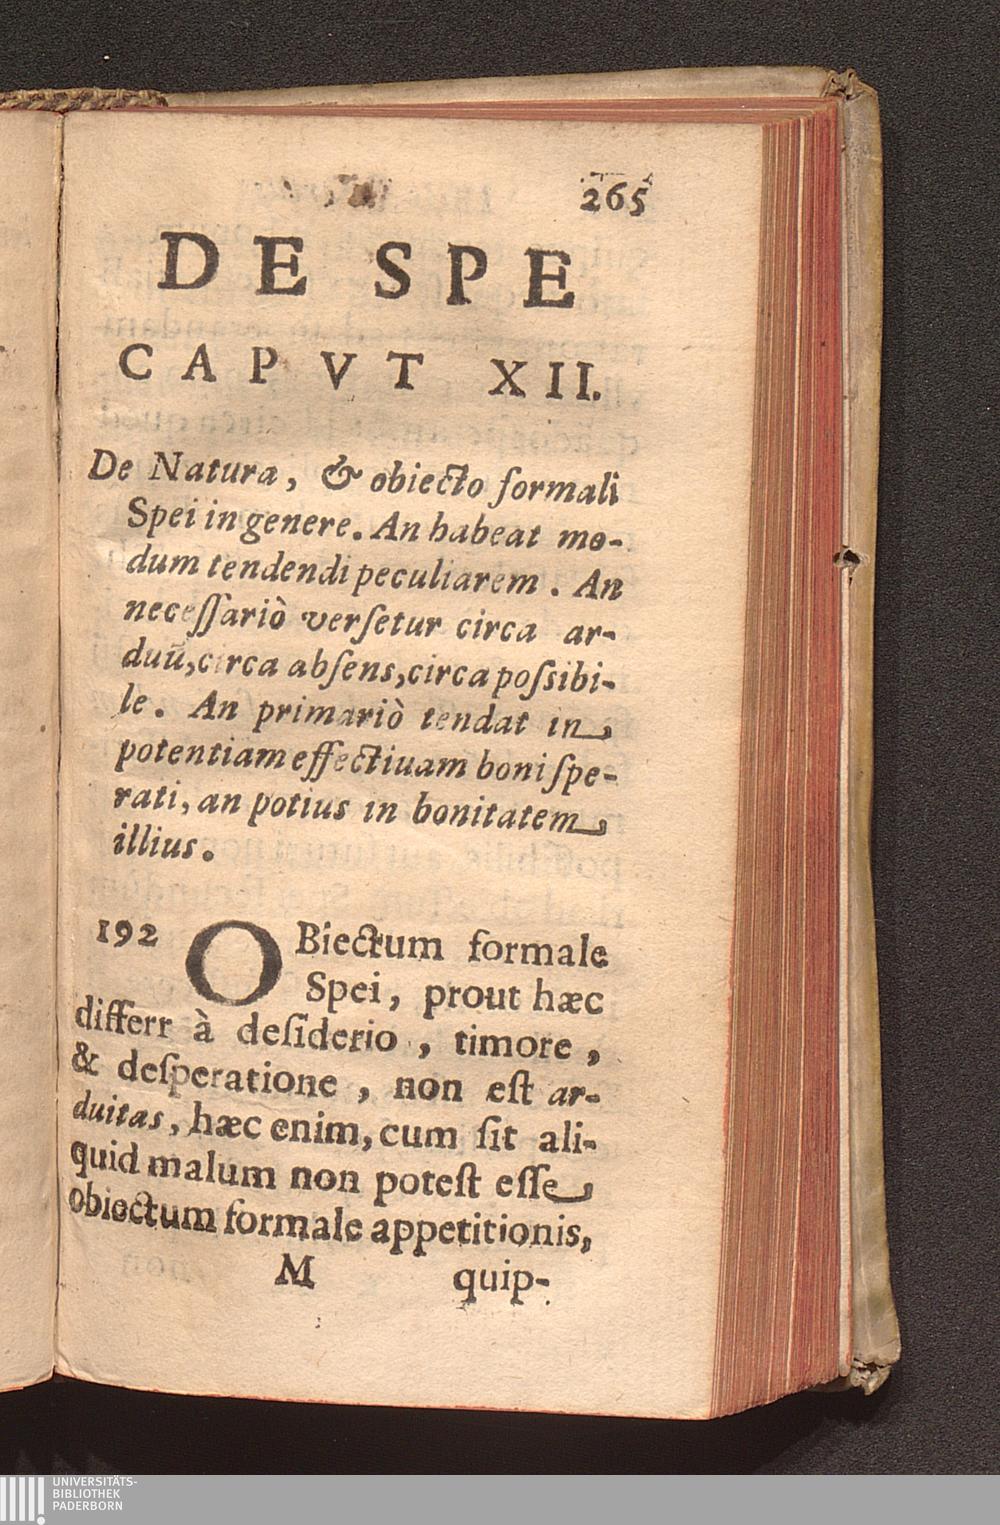 265
DE SPE
CAPVT XII.
De Natura, & obiecto formali
Spei in genere. An habeat mo-
dum tendendi peculiarem. An
necessariò versetur circa ar-
duū, circa absens, circa possibi-
le. An primariò tendat in
potentiam effectiuam boni spe-
rati, an potius in bonitatem
illius.
192 OBiectum formale
Spei, prout hæc
differr à desiderio, timore,
& desperatione, non est ar-
duitas, hæc enim, cum sit ali-
quid malum non potest esse
obiectum formale appetitionis,
M quip-
UNIVERSITÄTS-
BIBLIOTHEK
PADERBORN